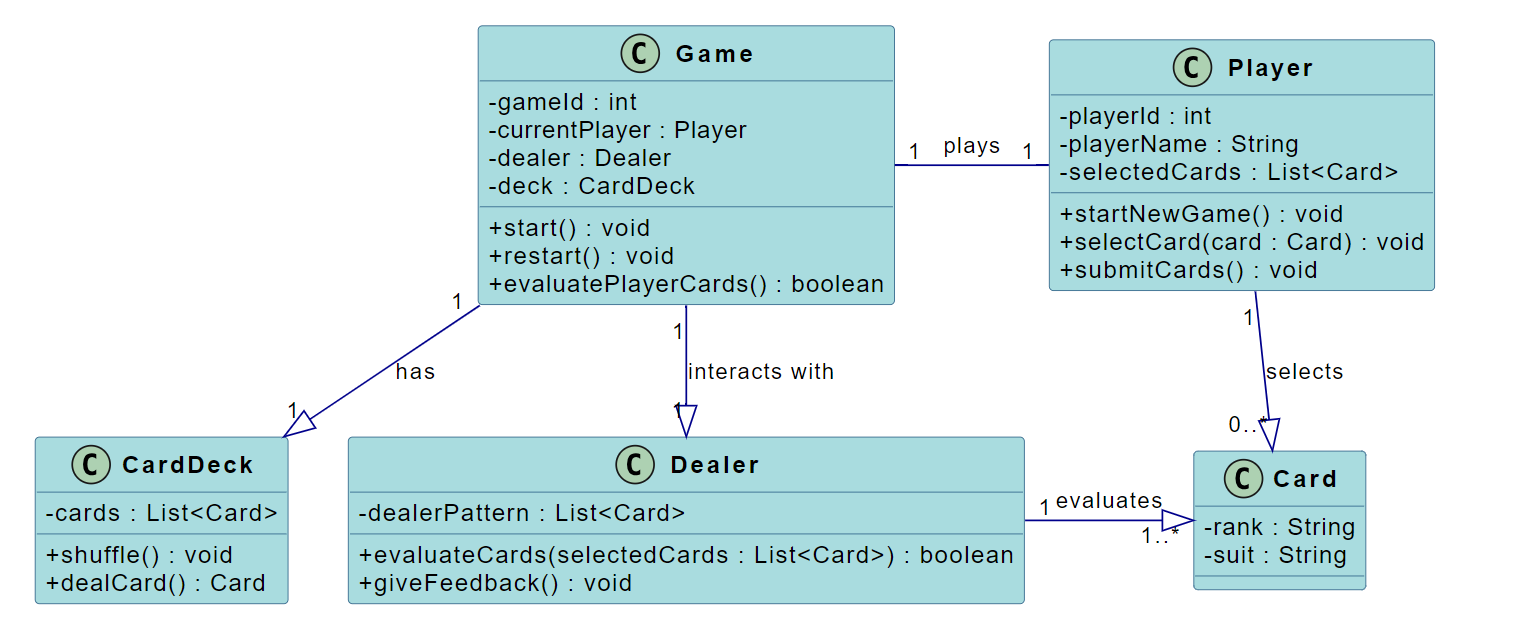 C Game
-gameId : int
-currentPlayer : Player
-dealer : Dealer
-deck : CardDeck
+start() : void
+restart() : void
+evaluatePlayerCards() : boolean
1 plays 1
C Player
-playerId : int
-playerName : String
-selectedCards : List<Card>
+startNewGame() : void
+selectCard(card : Card) : void
+submitCards() : void
1
has
1
1
interacts with
1
1
selects
0..*
C CardDeck
-cards : List<Card>
+shuffle() : void
+dealCard() : Card
C Dealer
-dealerPattern : List<Card>
+evaluateCards(selectedCards : List<Card>) : boolean
+giveFeedback() : void
1 evaluates
1..*
C Card
-rank : String
-suit : String